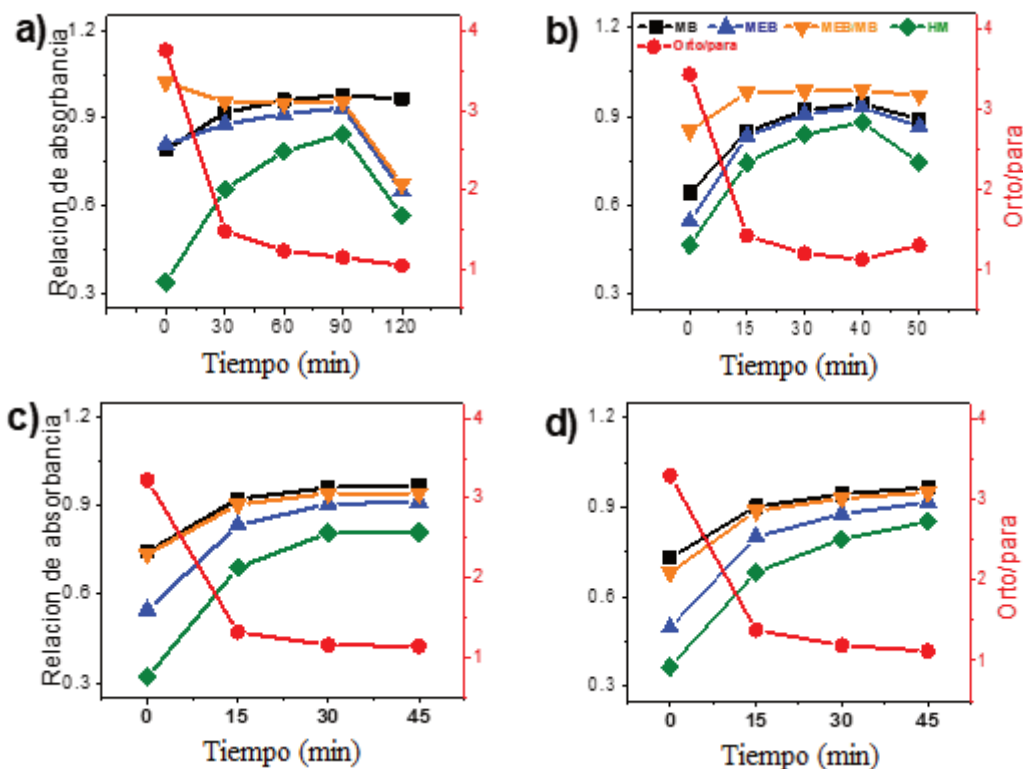 a)
1.2
0.9
0.6
0.3
Relacion de absorbancia
4
3
2
1
0 30 60 90 120
Tiempo (min)
b)
MB MEB MEB/MB HM
Orto/para
1.2
0.9
0.6
0.3
4
3
2
1
Orto/para
0 15 30 40 50
Tiempo (min)
c)
1.2
0.9
0.6
0.3
Relacion de absorbancia
4
3
2
1
0 15 30 45
Tiempo (min)
d)
1.2
0.9
0.6
0.3
4
3
2
1
Orto/para
0 15 30 45
Tiempo (min)